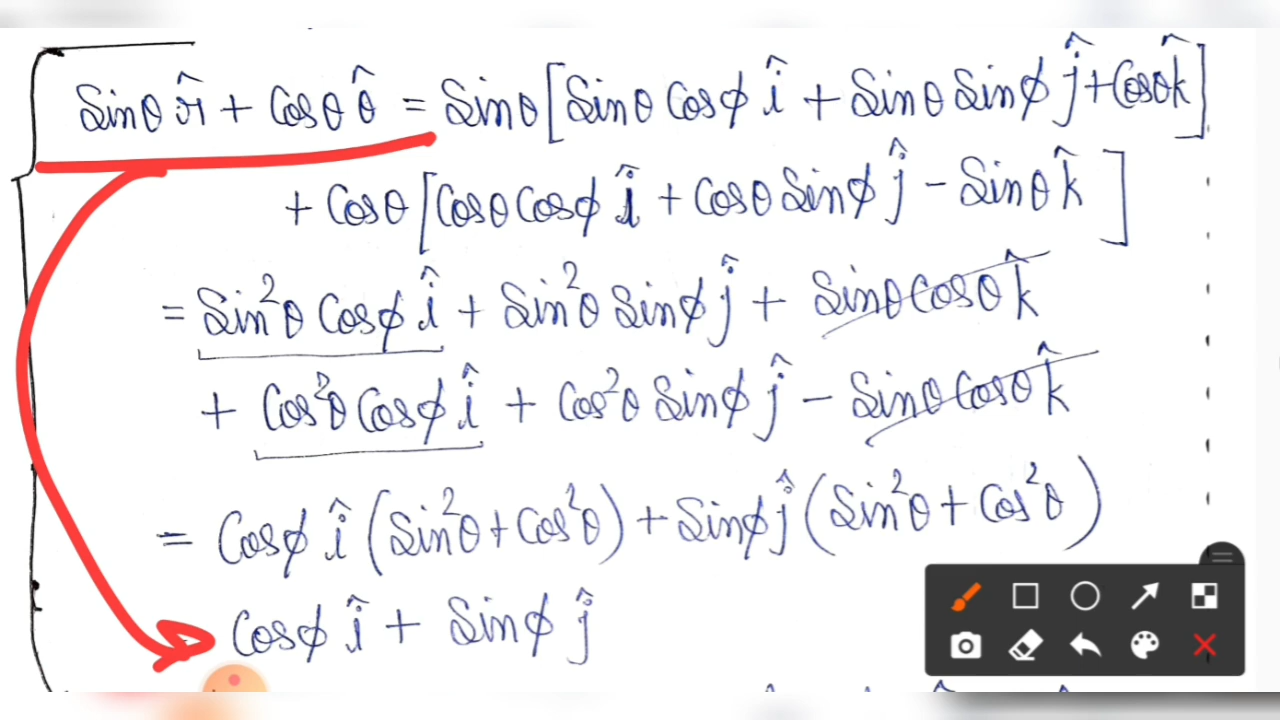 Sinθ r̂ + Cosθ θ̂ = Sinθ [Sinθ Cosϕ î + Sinθ Sinϕ ĵ + Cosθ k̂]
+ Cosθ [Cosθ Cosϕ î + Cosθ Sinϕ ĵ - Sinθ k̂]
= Sin²θ Cosϕ î + Sin²θ Sinϕ ĵ + Sinθ Cosθ k̂
+ Cos²θ Cosϕ î + Cos²θ Sinϕ ĵ - Sinθ Cosθ k̂
= Cosϕ î (Sin²θ + Cos²θ) + Sinϕ ĵ (Sin²θ + Cos²θ)
Cosϕ î + Sinϕ ĵ